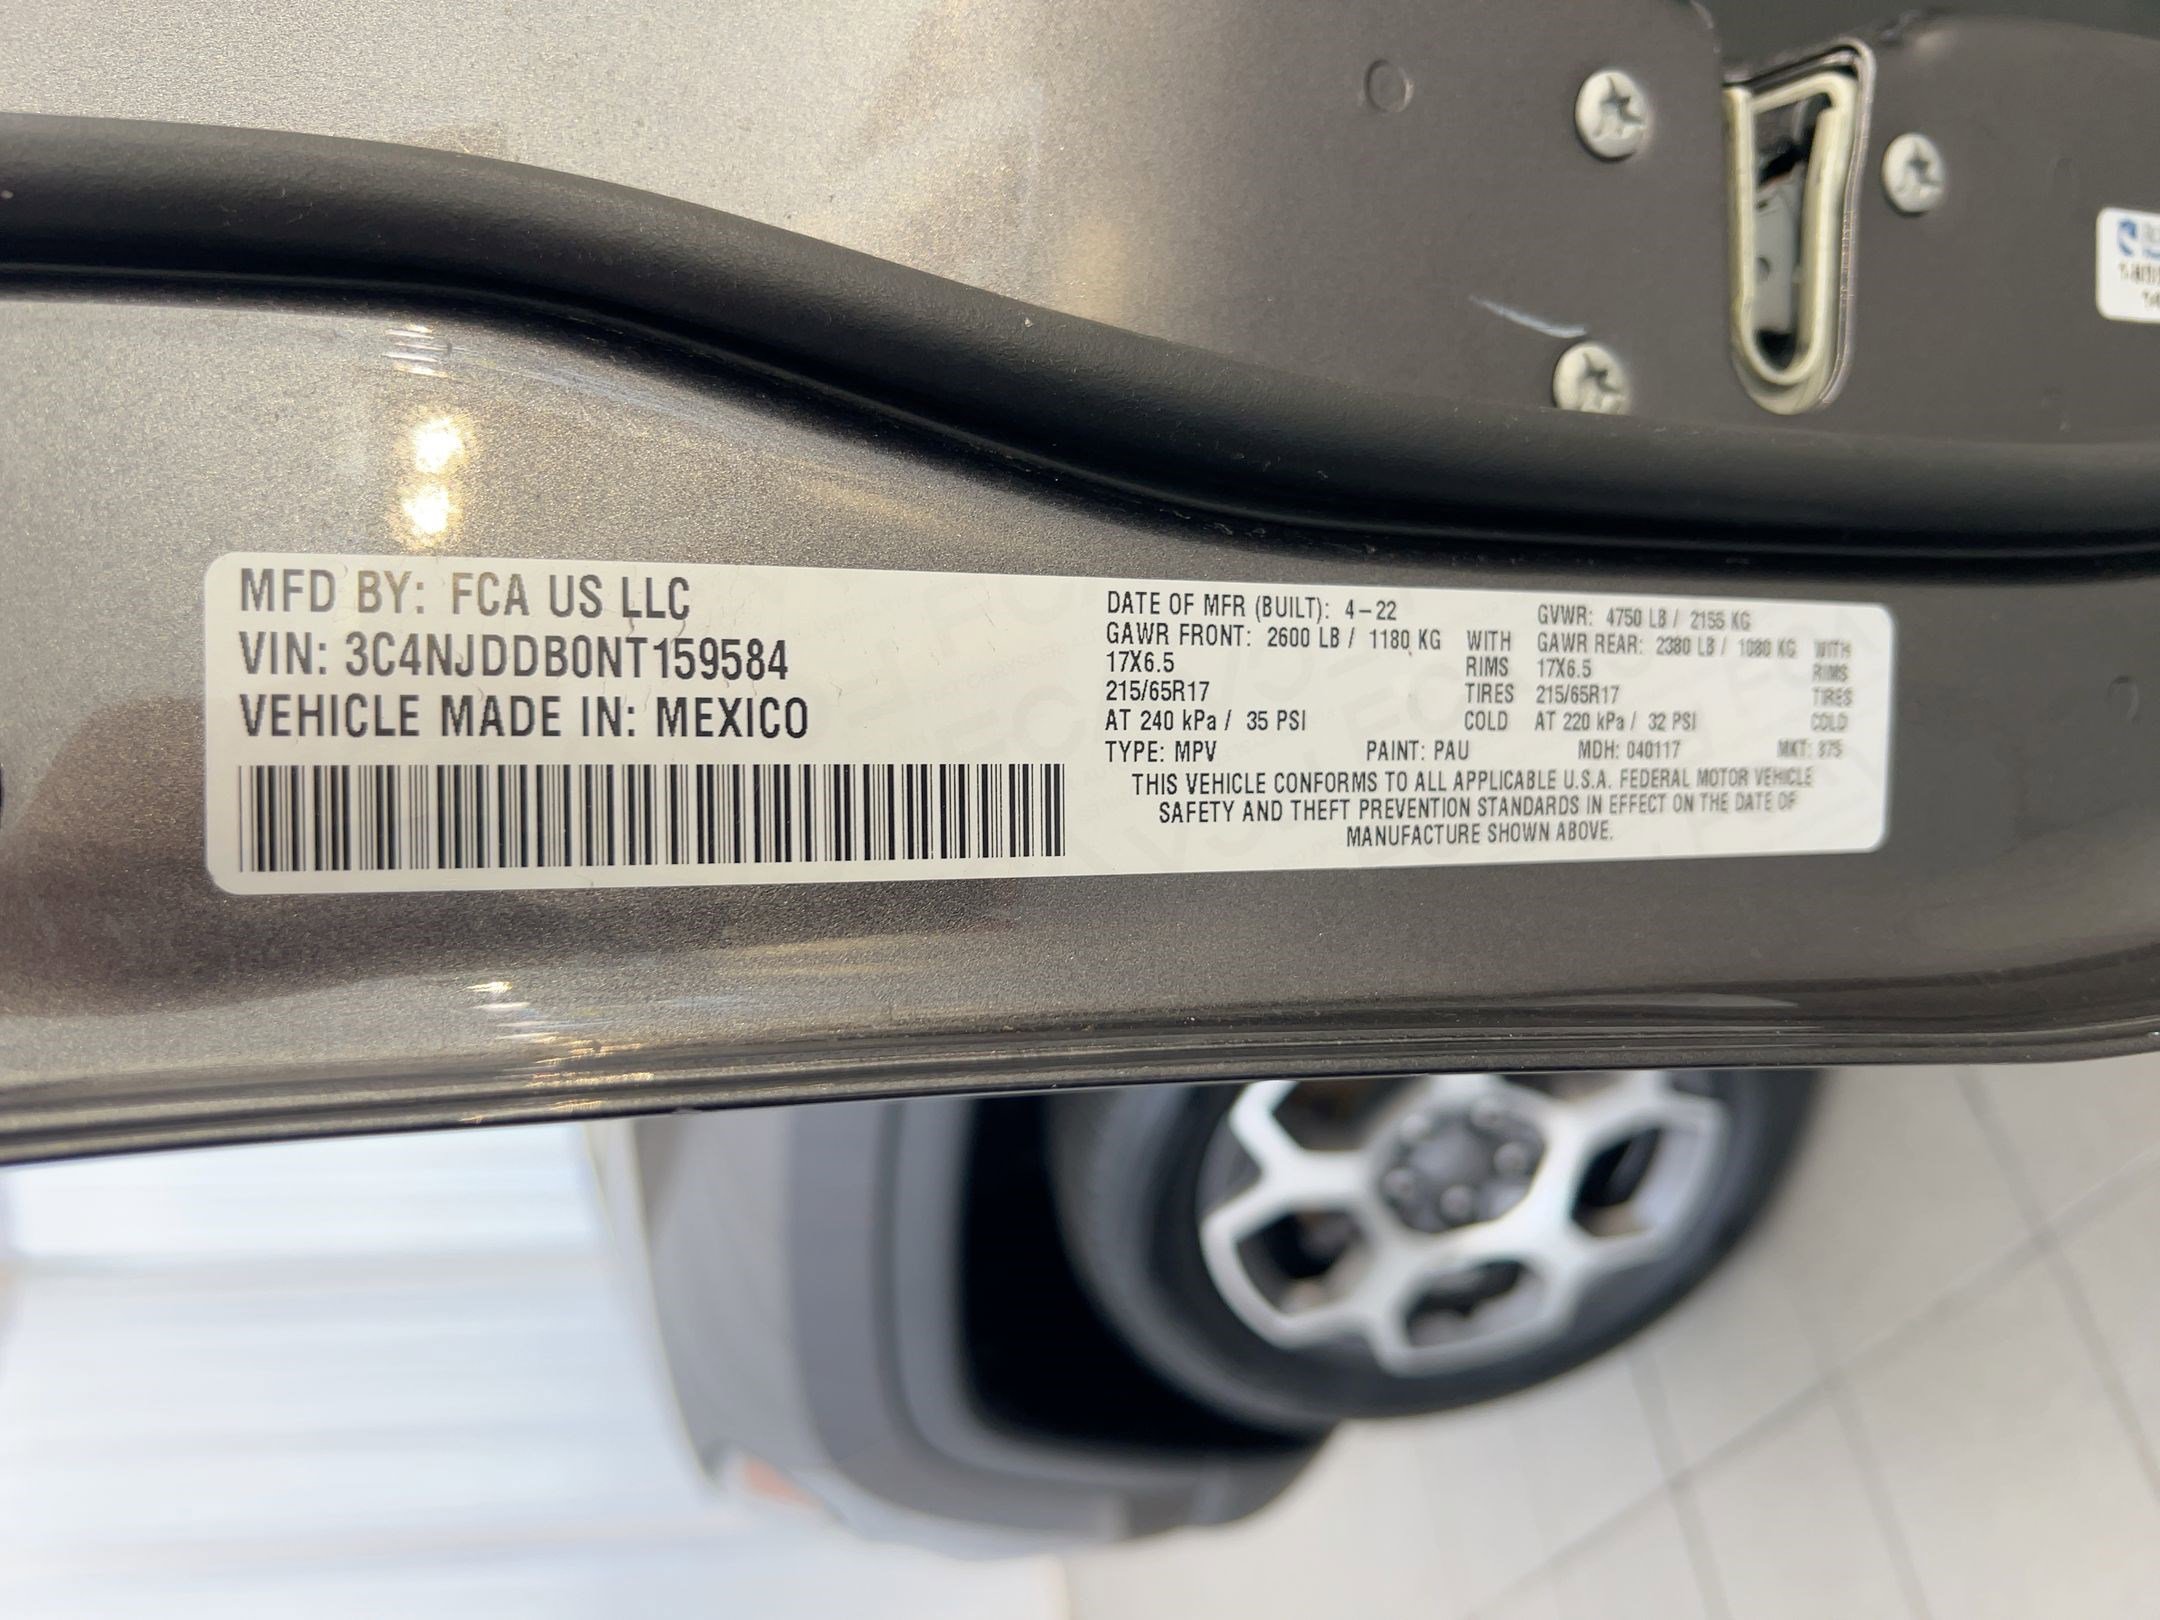 MFD BY: FCA US LLC
VIN: 3C4NJDDB0NT159584
VEHICLE MADE IN: MEXICO
DATE OF MFR (BUILT): 4-22 GVWR: 4750 LB / 2155 KG
GAWR FRONT: 2600 LB / 1180 KG WITH GAWR REAR: 2380 LB / 1080 KG WITH
17X6.5 RIMS 17X6.5 RIMS
215/65R17 TIRES 215/65R17 TIRES
AT 240 kPa / 35 PSI COLD AT 220 kPa / 32 PSI COLD
TYPE: MPV PAINT: PAU MDH: 040117 MKT: 875
THIS VEHICLE CONFORMS TO ALL APPLICABLE U.S.A. FEDERAL MOTOR VEHICLE
SAFETY AND THEFT PREVENTION STANDARDS IN EFFECT ON THE DATE OF
MANUFACTURE SHOWN ABOVE.